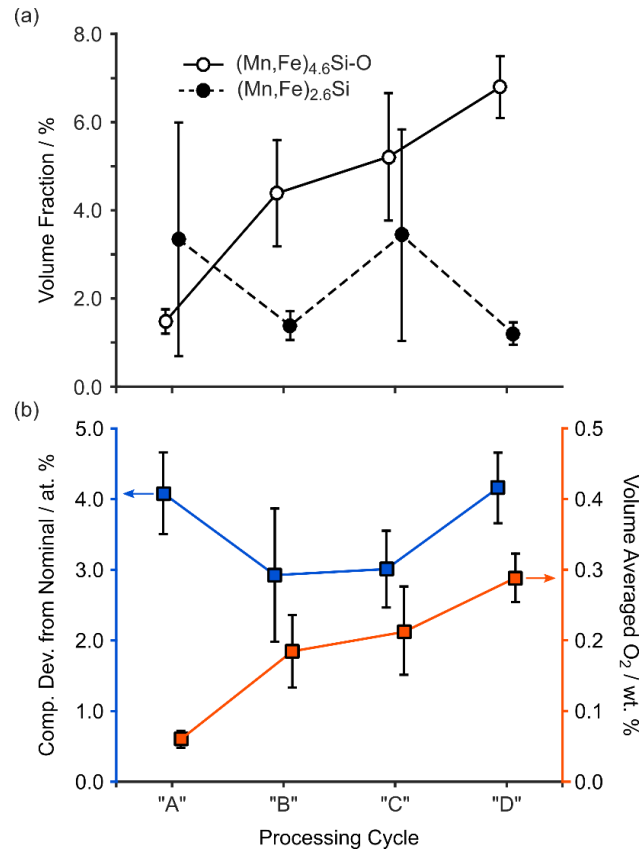 (a)
8.0
6.0
4.0
2.0
0.0
Volume Fraction / %
(Mn,Fe)4.6Si-O
(Mn,Fe)2.6Si
(b)
5.0
4.0
3.0
2.0
1.0
0.0
Comp. Dev. from Nominal / at. %
0.5
0.4
0.3
0.2
0.1
0.0
Volume Averaged O2 / wt. %
"A" "B" "C" "D"
Processing Cycle